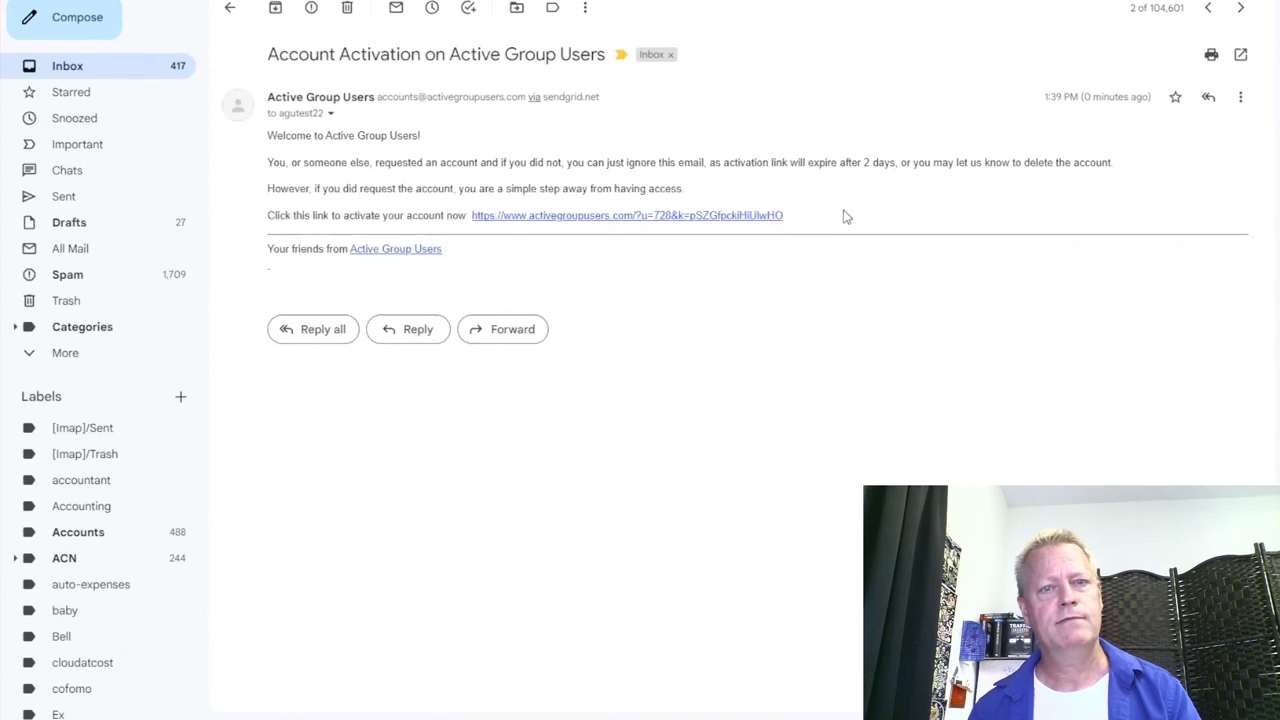 Compose
2 of 104,601
Inbox 417
Starred
Snoozed
Important
Chats
Sent
Drafts 27
All Mail
Spam 1,709
Trash
Categories
More
Labels
[Imap]/Sent
[Imap]/Trash
accountant
Accounting
Accounts 488
ACN 244
auto-expenses
baby
Bell
cloudatcost
cofomo
Ex
Account Activation on Active Group Users Inbox x
Active Group Users accounts@activegroupusers.com via sendgrid.net 1:39 PM (0 minutes ago)
to agutest22
Welcome to Active Group Users!
You, or someone else, requested an account and if you did not, you can just ignore this email, as activation link will expire after 2 days, or you may let us know to delete the account.
However, if you did request the account, you are a simple step away from having access.
Click this link to activate your account now https://www.activegroupusers.com/?u=728&k=pSZGfpckiHiUlwHO
Your friends from Active Group Users
-
Reply all Reply Forward
TRAFFIC